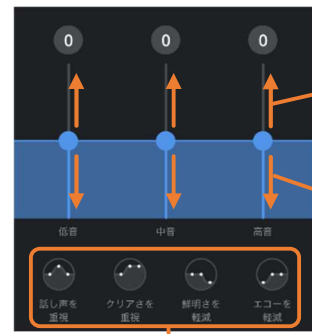 0 0 0
低音 中音 高音
話し声を クリアさを 鮮明さを エコーを
重視 重視 軽減 軽減